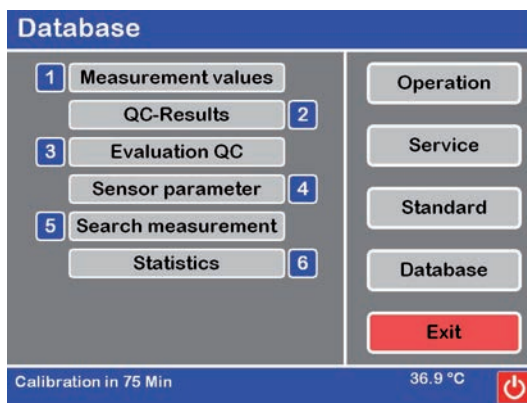 Database
1 Measurement values
QC-Results 2
3 Evaluation QC
Sensor parameter 4
5 Search measurement
Statistics 6
Operation
Service
Standard
Database
Exit
Calibration in 75 Min
36.9 °C